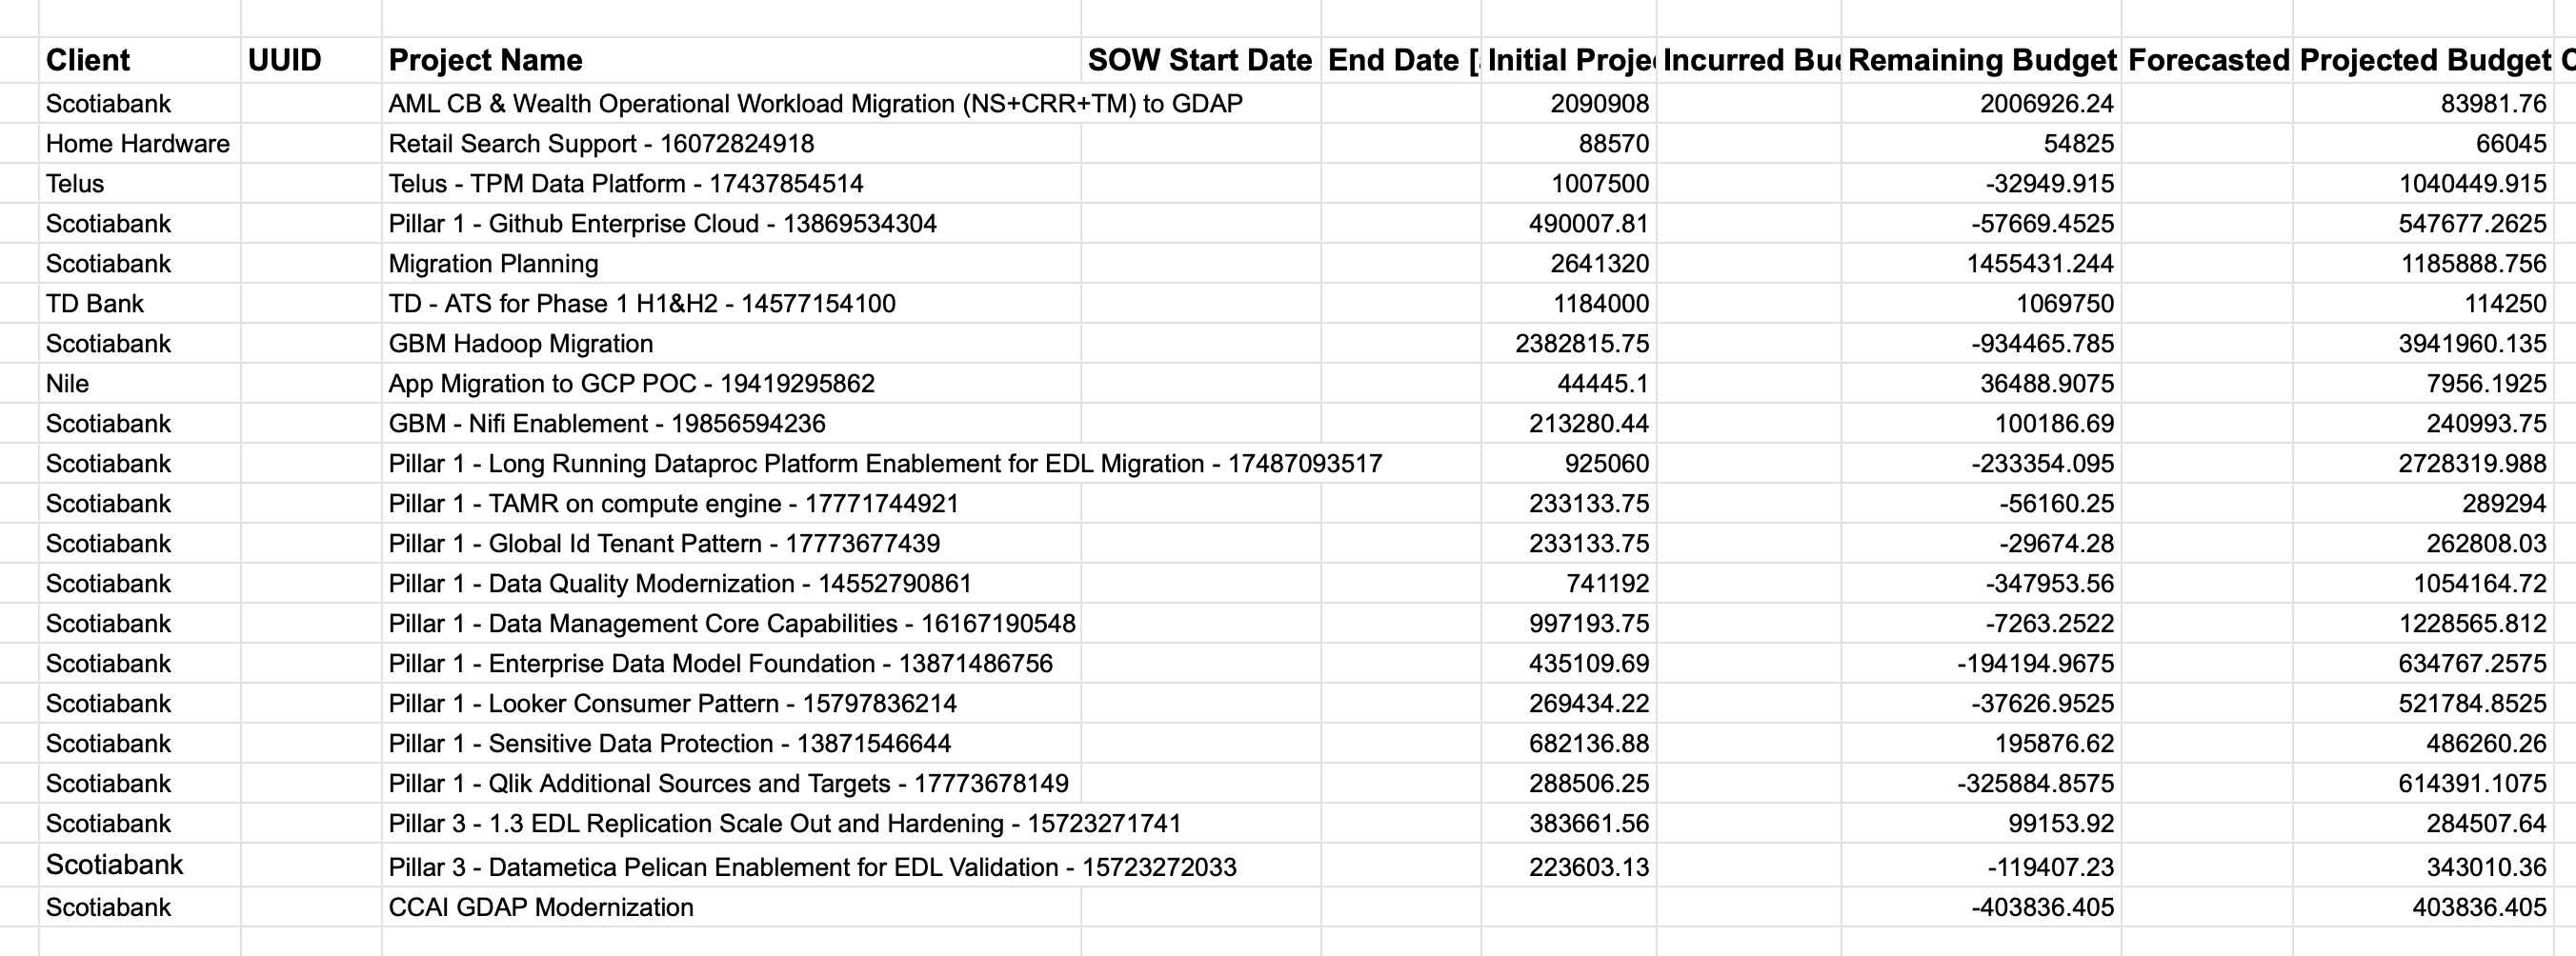 Client UUID Project Name SOW Start Date End Date [ Initial Proje Incurred Bu Remaining Budget Forecasted Projected Budget C
Scotiabank AML CB & Wealth Operational Workload Migration (NS+CRR+TM) to GDAP 2090908 2006926.24 83981.76
Home Hardware Retail Search Support - 16072824918 88570 54825 66045
Telus Telus - TPM Data Platform - 17437854514 1007500 -32949.915 1040449.915
Scotiabank Pillar 1 - Github Enterprise Cloud - 13869534304 490007.81 -57669.4525 547677.2625
Scotiabank Migration Planning 2641320 1455431.244 1185888.756
TD Bank TD - ATS for Phase 1 H1&H2 - 14577154100 1184000 1069750 114250
Scotiabank GBM Hadoop Migration 2382815.75 -934465.785 3941960.135
Nile App Migration to GCP POC - 19419295862 44445.1 36488.9075 7956.1925
Scotiabank GBM - Nifi Enablement - 19856594236 213280.44 100186.69 240993.75
Scotiabank Pillar 1 - Long Running Dataproc Platform Enablement for EDL Migration - 17487093517 925060 -233354.095 2728319.988
Scotiabank Pillar 1 - TAMR on compute engine - 17771744921 233133.75 -56160.25 289294
Scotiabank Pillar 1 - Global Id Tenant Pattern - 17773677439 233133.75 -29674.28 262808.03
Scotiabank Pillar 1 - Data Quality Modernization - 14552790861 741192 -347953.56 1054164.72
Scotiabank Pillar 1 - Data Management Core Capabilities - 16167190548 997193.75 -7263.2522 1228565.812
Scotiabank Pillar 1 - Enterprise Data Model Foundation - 13871486756 435109.69 -194194.9675 634767.2575
Scotiabank Pillar 1 - Looker Consumer Pattern - 15797836214 269434.22 -37626.9525 521784.8525
Scotiabank Pillar 1 - Sensitive Data Protection - 13871546644 682136.88 195876.62 486260.26
Scotiabank Pillar 1 - Qlik Additional Sources and Targets - 17773678149 288506.25 -325884.8575 614391.1075
Scotiabank Pillar 3 - 1.3 EDL Replication Scale Out and Hardening - 15723271741 383661.56 99153.92 284507.64
Scotiabank Pillar 3 - Datametica Pelican Enablement for EDL Validation - 15723272033 223603.13 -119407.23 343010.36
Scotiabank CCAI GDAP Modernization -403836.405 403836.405